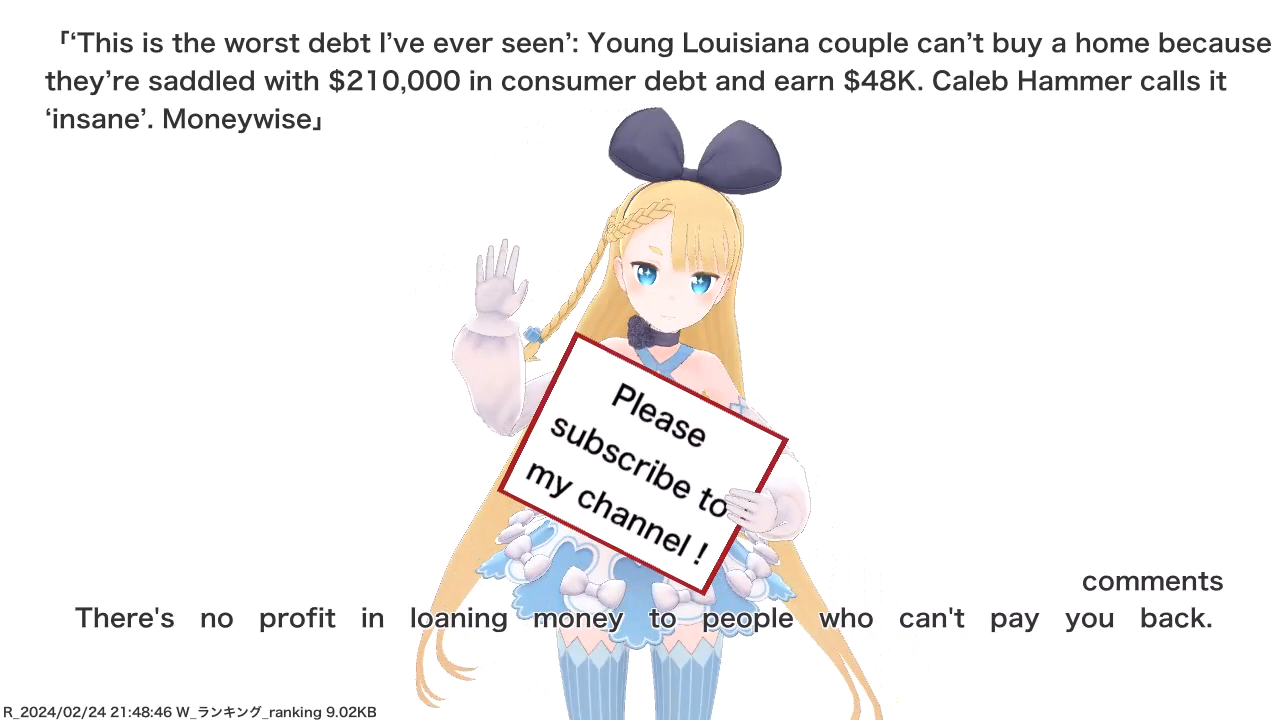 「‘This is the worst debt I’ve ever seen’: Young Louisiana couple can’t buy a home because
they’re saddled with $210,000 in consumer debt and earn $48K. Caleb Hammer calls it
‘insane’. Moneywise」
Please
subscribe to
my channel !
comments
There's no profit in loaning money to people who can't pay you back.
R_2024/02/24 21:48:46 W_ランキング_ranking 9.02KB